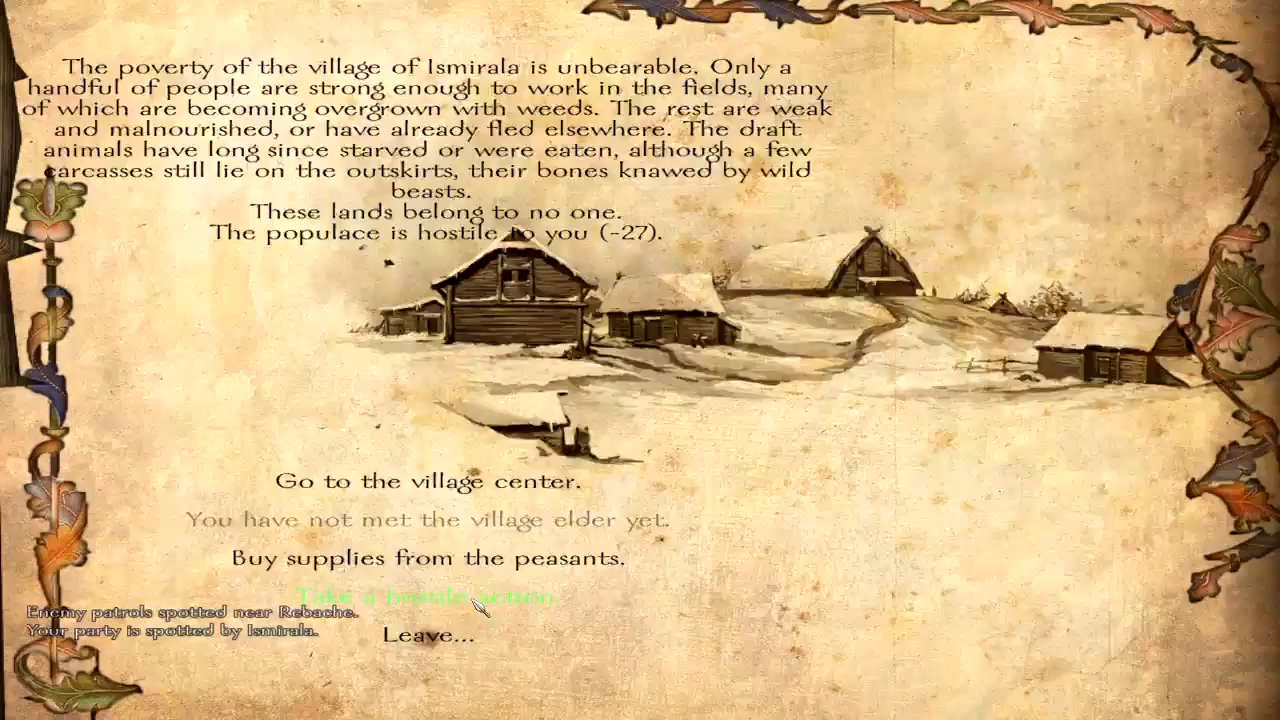 The poverty of the village of Ismirala is unbearable. Only a
handful of people are strong enough to work in the fields, many
of which are becoming overgrown with weeds. The rest are weak
and malnourished, or have already fled elsewhere. The draft
animals have long since starved or were eaten, although a few
carcasses still lie on the outskirts, their bones knawed by wild
beasts.
These lands belong to no one.
The populace is hostile to you (-27).
Go to the village center.
You have not met the village elder yet.
Buy supplies from the peasants.
Take a hostile action.
Enemy patrols spotted near Rebache.
Your party is spotted by Ismirala.
Leave...